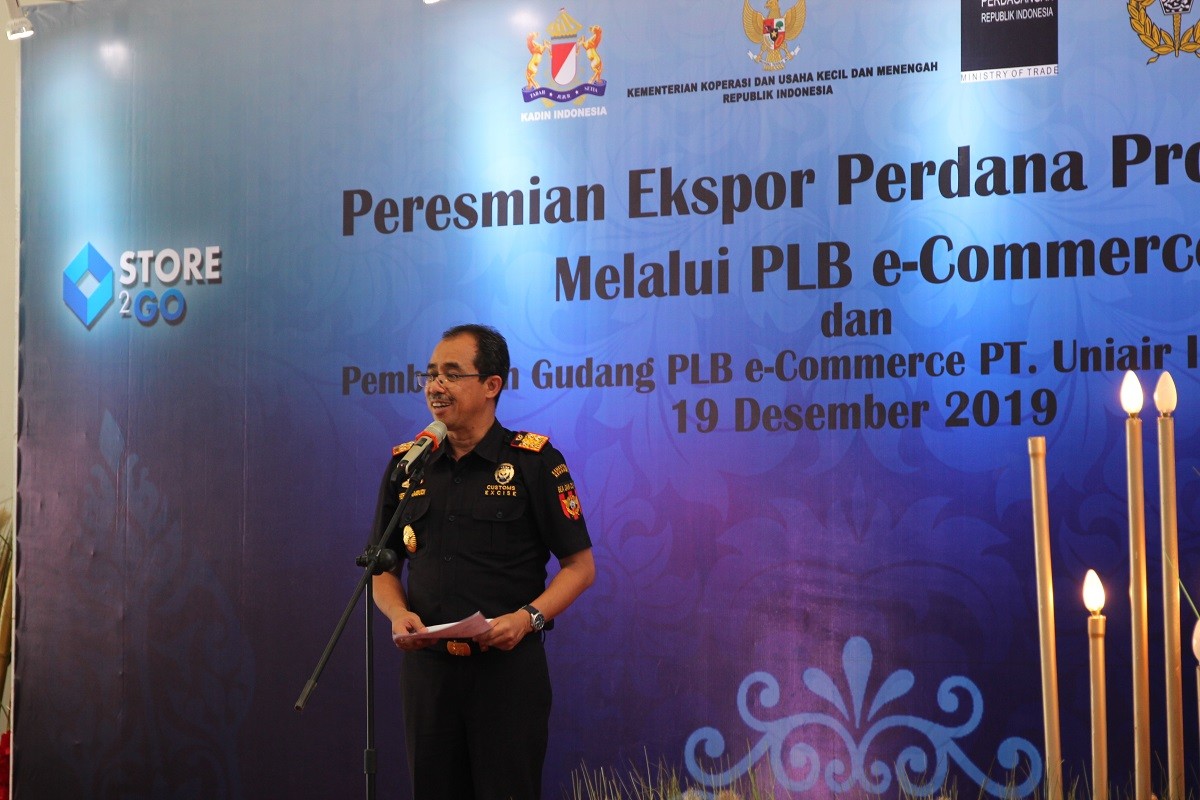 KADIN INDONESIA
KEMENTERIAN KOPERASI DAN USAHA KECIL DAN MENENGAH
REPUBLIK INDONESIA
REPUBLIK INDONESIA
MINISTRY OF TRADE
Peresmian Ekspor Perdana
Melalui PLB e-Commerce
dan
Gudang PLB e-Commerce PT. Uniair
19 Desember 2019
STORE
2GO
CUSTOMS
EXCISE